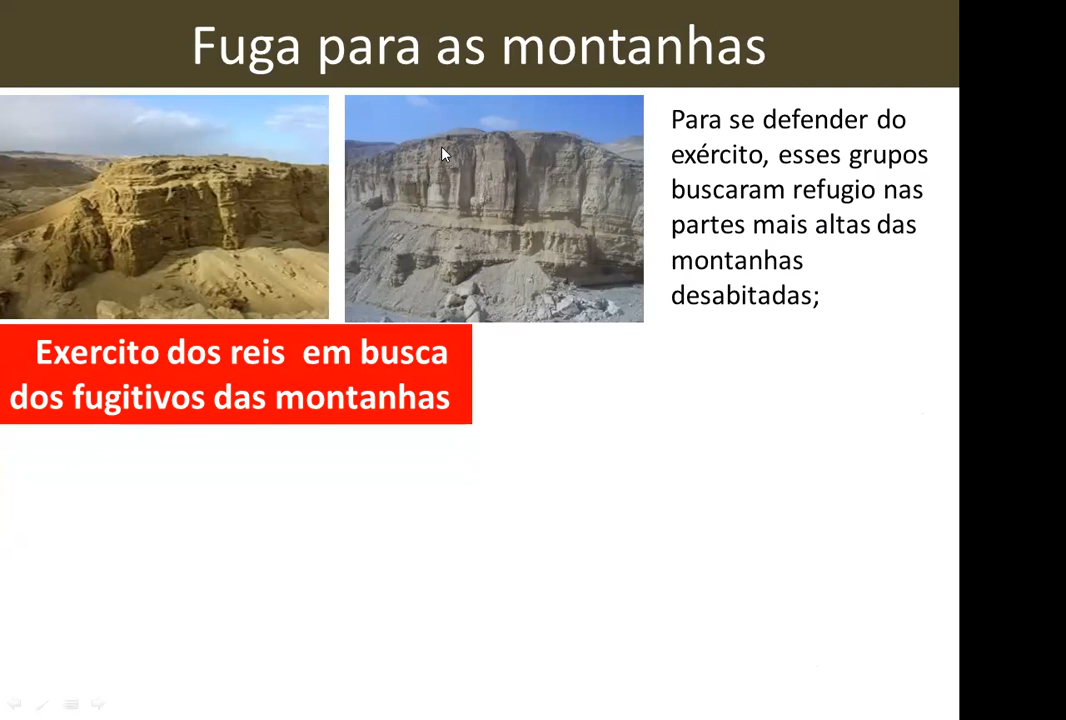 Fuga para as montanhas
Para se defender do
exército, esses grupos
buscaram refugio nas
partes mais altas das
montanhas
desabitadas;
Exercito dos reis em busca
dos fugitivos das montanhas